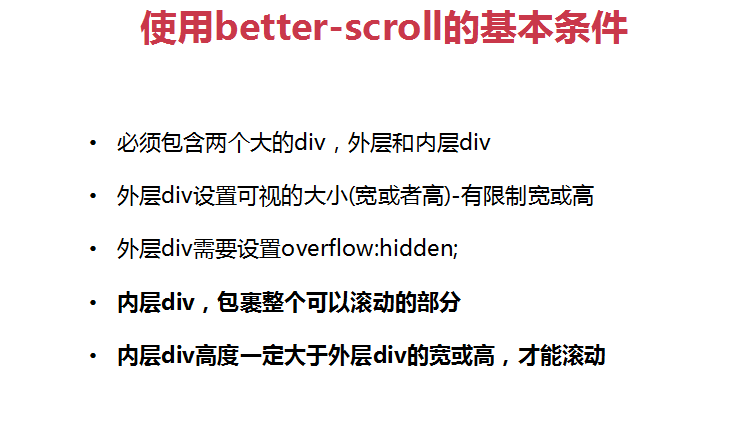 使用better-scroll的基本条件
• 必须包含两个大的div，外层和内层div
• 外层div设置可视的大小(宽或者高)-有限制宽或高
• 外层div需要设置overflow:hidden;
• 内层div，包裹整个可以滚动的部分
• 内层div高度一定大于外层div的宽或高，才能滚动